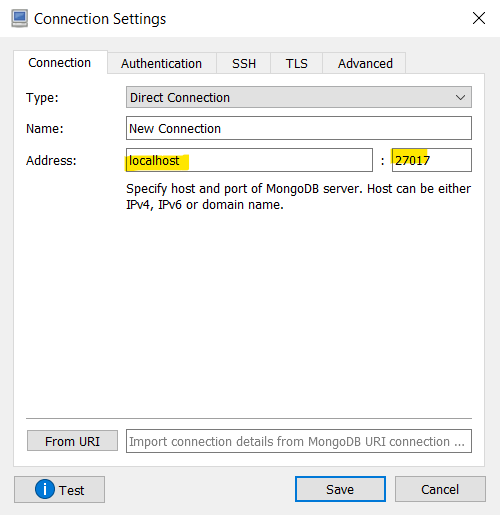 Connection Settings
Connection Authentication SSH TLS Advanced
Type: Direct Connection
Name: New Connection
Address: localhost : 27017
Specify host and port of MongoDB server. Host can be either
IPv4, IPv6 or domain name.
From URI Import connection details from MongoDB URI connection ...
i Test Save Cancel